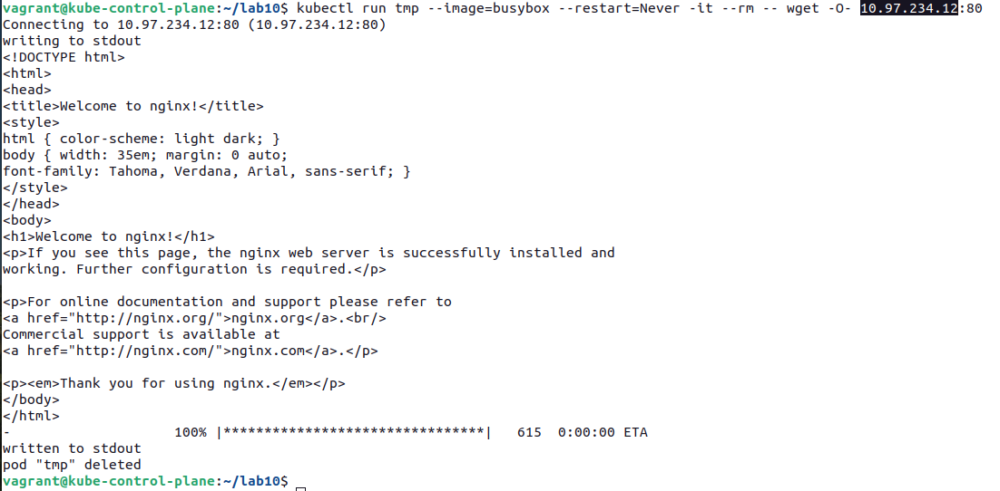 vagrant@kube-control-plane:~/lab10$ kubectl run tmp --image=busybox --restart=Never -it --rm -- wget -O- 10.97.234.12:80
Connecting to 10.97.234.12:80 (10.97.234.12:80)
writing to stdout
<!DOCTYPE html>
<html>
<head>
<title>Welcome to nginx!</title>
<style>
html { color-scheme: light dark; }
body { width: 35em; margin: 0 auto;
font-family: Tahoma, Verdana, Arial, sans-serif; }
</style>
</head>
<body>
<h1>Welcome to nginx!</h1>
<p>If you see this page, the nginx web server is successfully installed and
working. Further configuration is required.</p>

<p>For online documentation and support please refer to
<a href="http://nginx.org/">nginx.org</a>.<br/>
Commercial support is available at
<a href="http://nginx.com/">nginx.com</a>.</p>

<p><em>Thank you for using nginx.</em></p>
</body>
</html>
-                    100% |********************************|   615  0:00:00 ETA
written to stdout
pod "tmp" deleted
vagrant@kube-control-plane:~/lab10$